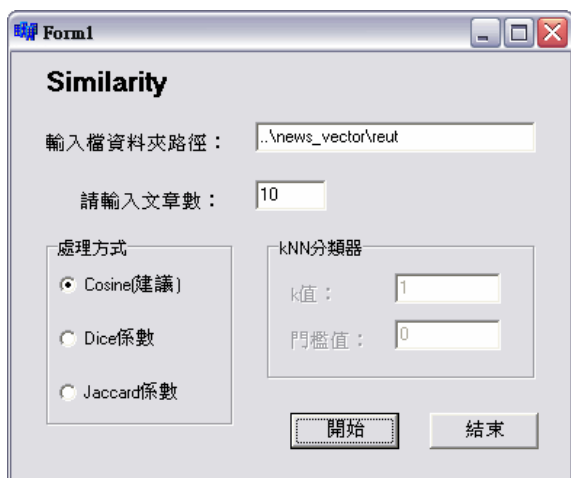 Form1
Similarity
輸入檔資料夾路徑：
..\news_vector\reut
請輸入文章數：
10
處理方式
Cosine(建議)
Dice係數
Jaccard係數
kNN分類器
k值：
1
門檻值：
0
開始
結束